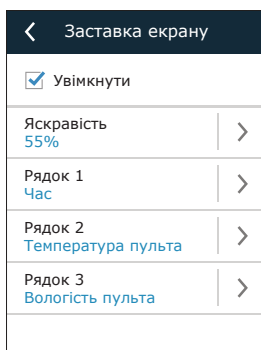 Заставка екрану
Увімкнути
Яскравість
55%
Рядок 1
Час
Рядок 2
Температура пульта
Рядок 3
Вологість пульта